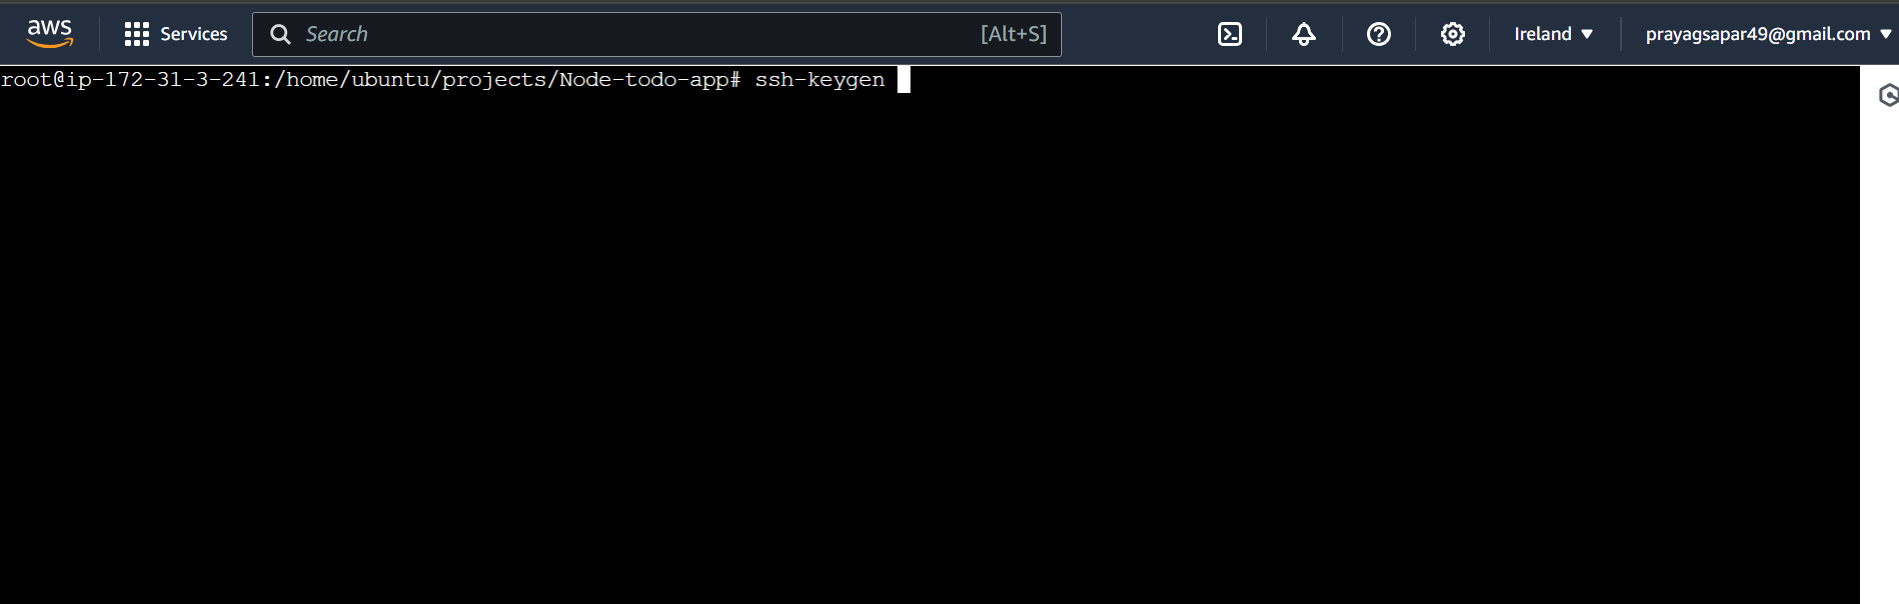 aws Services Search [Alt+S] Ireland prayagsapar49@gmail.com
root@ip-172-31-3-241:/home/ubuntu/projects/Node-todo-app# ssh-keygen